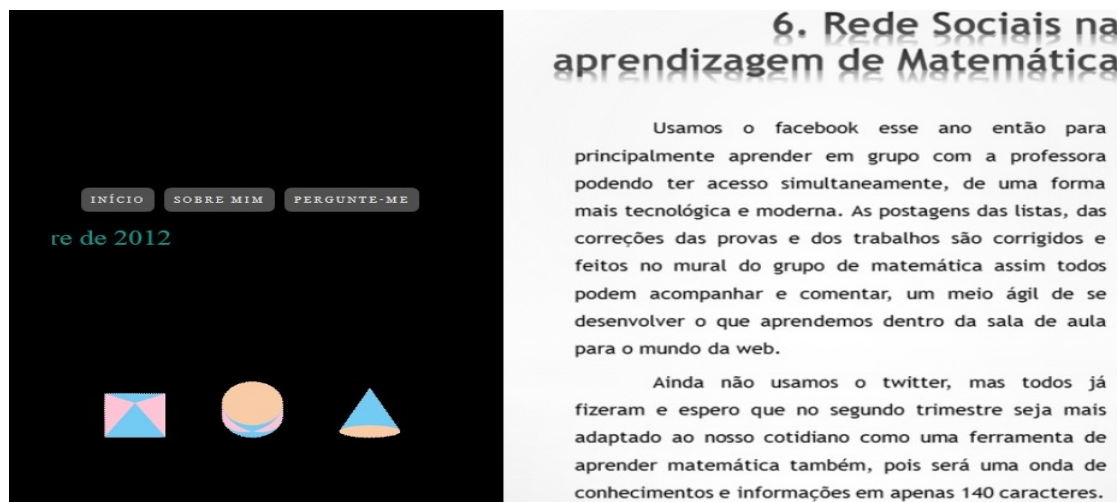 INÍCIO
SOBRE MIM
PERGUNTE-ME
re de 2012
6. Rede Sociais na
aprendizagem de Matemática
Usamos o facebook esse ano então para
principalmente aprender em grupo com a professora
podendo ter acesso simultaneamente, de uma forma
mais tecnológica e moderna. As postagens das listas, das
correções das provas e dos trabalhos são corrigidos e
feitos no mural do grupo de matemática assim todos
podem acompanhar e comentar, um meio ágil de se
desenvolver o que aprendemos dentro da sala de aula
para o mundo da web.
Ainda não usamos o twitter, mas todos já
fizeram e espero que no segundo trimestre seja mais
adaptado ao nosso cotidiano como uma ferramenta de
aprender matemática também, pois será uma onda de
conhecimentos e informações em apenas 140 caracteres.